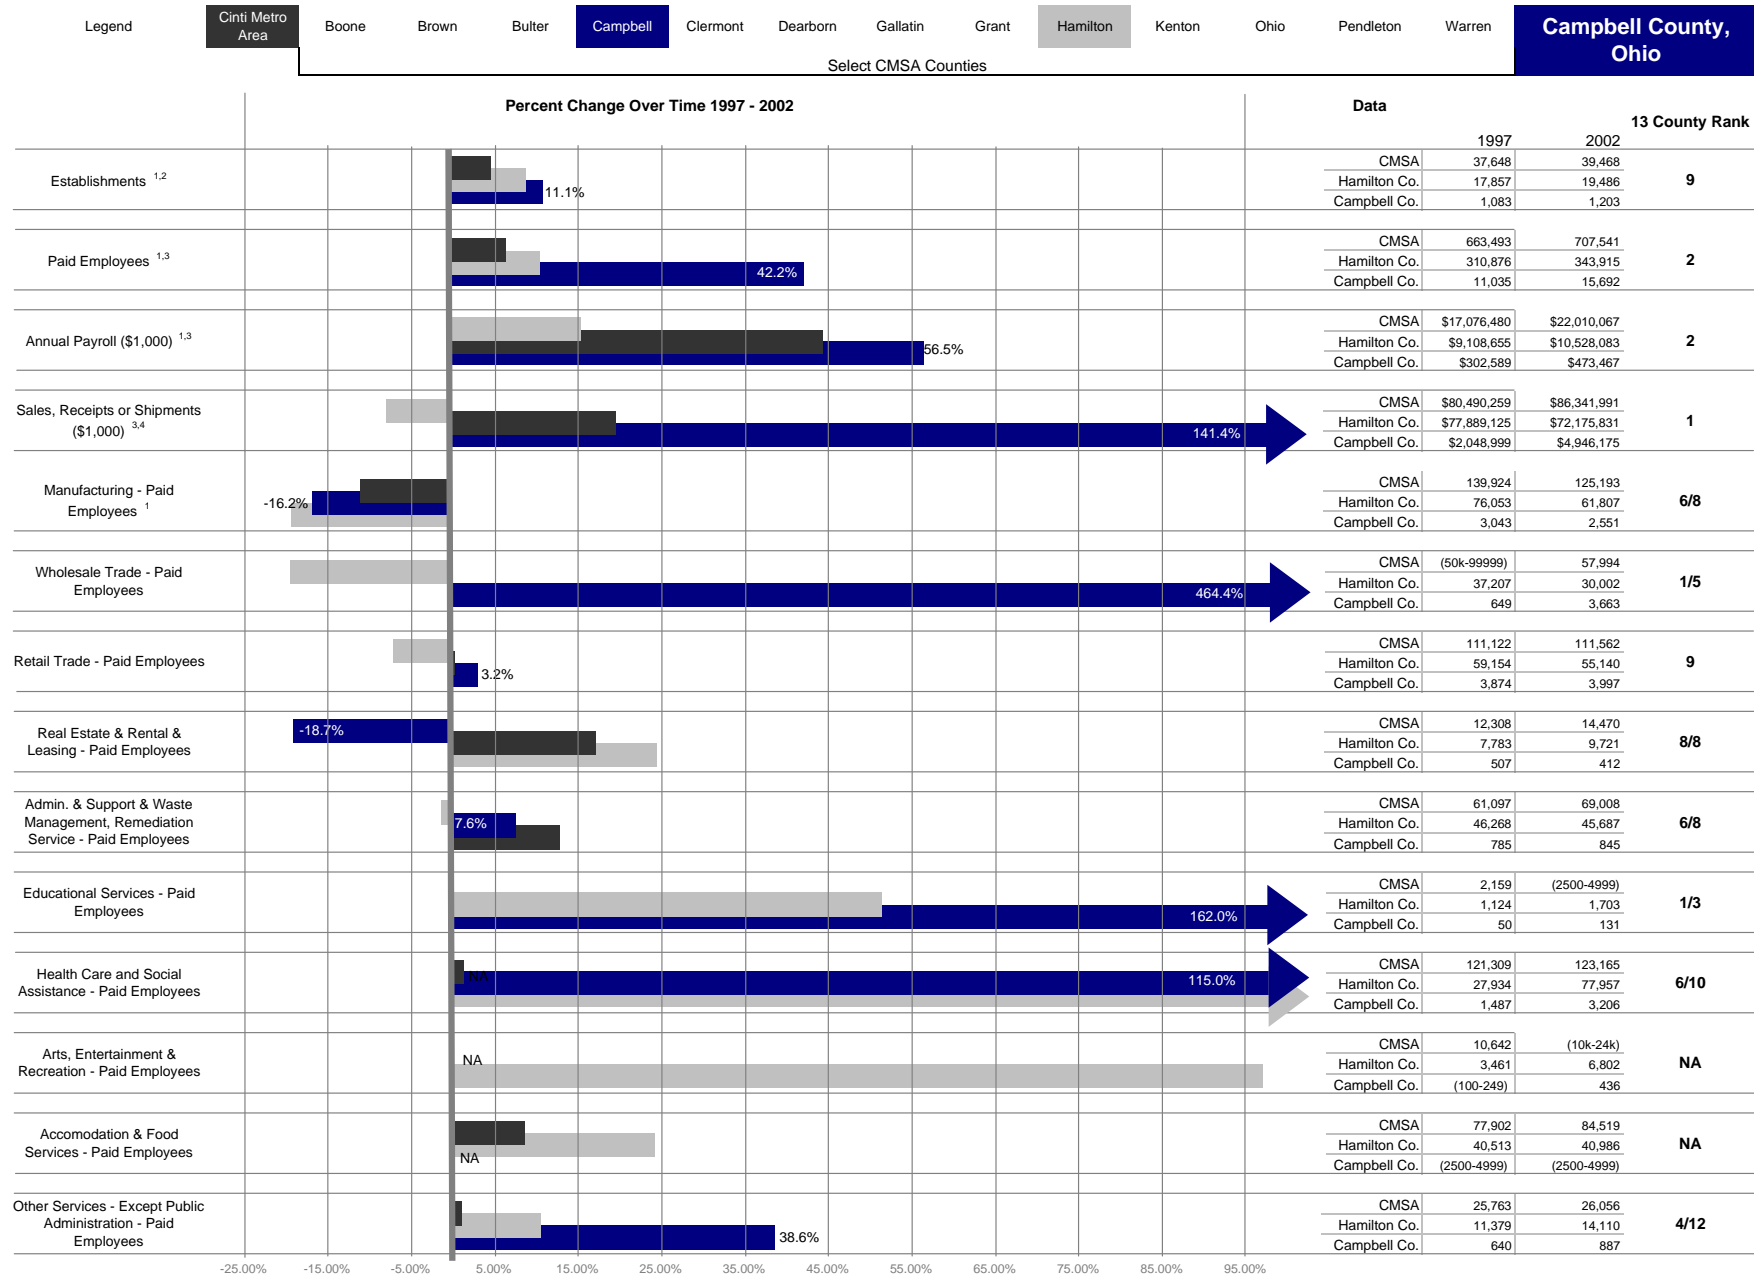 Legend
Cinti Metro
Area
Boone
Brown
Bulter
Campbell
Clermont
Dearborn
Gallatin
Grant
Hamilton
Kenton
Ohio
Pendleton
Warren
Campbell County,
Ohio
Select CMSA Counties
Percent Change Over Time 1997 - 2002
Data
13 County Rank
1997 2002
Establishments 1,2
11.1%
CMSA 37,648 39,468
Hamilton Co. 17,857 19,486
Campbell Co. 1,083 1,203
9
Paid Employees 1,3
42.2%
CMSA 663,493 707,541
Hamilton Co. 310,876 343,915
Campbell Co. 11,035 15,692
2
Annual Payroll ($1,000) 1,3
56.5%
CMSA $17,076,480 $22,010,067
Hamilton Co. $9,108,655 $10,528,083
Campbell Co. $302,589 $473,467
2
Sales, Receipts or Shipments
($1,000) 3,4
141.4%
CMSA $80,490,259 $86,341,991
Hamilton Co. $77,889,125 $72,175,831
Campbell Co. $2,048,999 $4,946,175
1
Manufacturing - Paid
Employees 1
-16.2%
CMSA 139,924 125,193
Hamilton Co. 76,053 61,807
Campbell Co. 3,043 2,551
6/8
Wholesale Trade - Paid
Employees
464.4%
CMSA (50k-99999) 57,994
Hamilton Co. 37,207 30,002
Campbell Co. 649 3,663
1/5
Retail Trade - Paid Employees
3.2%
CMSA 111,122 111,562
Hamilton Co. 59,154 55,140
Campbell Co. 3,874 3,997
9
Real Estate & Rental &
Leasing - Paid Employees
-18.7%
CMSA 12,308 14,470
Hamilton Co. 7,783 9,721
Campbell Co. 507 412
8/8
Admin. & Support & Waste
Management, Remediation
Service - Paid Employees
7.6%
CMSA 61,097 69,008
Hamilton Co. 46,268 45,687
Campbell Co. 785 845
6/8
Educational Services - Paid
Employees
162.0%
CMSA 2,159 (2500-4999)
Hamilton Co. 1,124 1,703
Campbell Co. 50 131
1/3
Health Care and Social
Assistance - Paid Employees
NA
115.0%
CMSA 121,309 123,165
Hamilton Co. 27,934 77,957
Campbell Co. 1,487 3,206
6/10
Arts, Entertainment &
Recreation - Paid Employees
NA
CMSA 10,642 (10k-24k)
Hamilton Co. 3,461 6,802
Campbell Co. (100-249) 436
NA
Accomodation & Food
Services - Paid Employees
NA
CMSA 77,902 84,519
Hamilton Co. 40,513 40,986
Campbell Co. (2500-4999) (2500-4999)
NA
Other Services - Except Public
Administration - Paid
Employees
38.6%
CMSA 25,763 26,056
Hamilton Co. 11,379 14,110
Campbell Co. 640 887
4/12
-25.00% -15.00% -5.00% 5.00% 15.00% 25.00% 35.00% 45.00% 55.00% 65.00% 75.00% 85.00% 95.00%